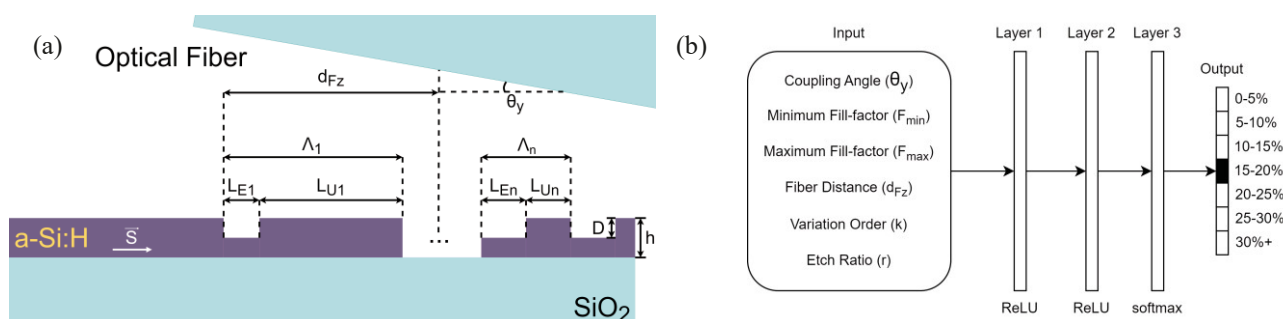 (a)
Optical Fiber
d_Fz
θ_y
Λ_1
Λ_n
L_E1
L_U1
L_En
L_Un
a-Si:H
S
D
h
...
SiO_2
(b)
Input
Coupling Angle (θ_y)
Minimum Fill-factor (F_min)
Maximum Fill-factor (F_max)
Fiber Distance (d_Fz)
Variation Order (k)
Etch Ratio (r)
Layer 1
Layer 2
Layer 3
ReLU
ReLU
softmax
Output
0-5%
5-10%
10-15%
15-20%
20-25%
25-30%
30%+